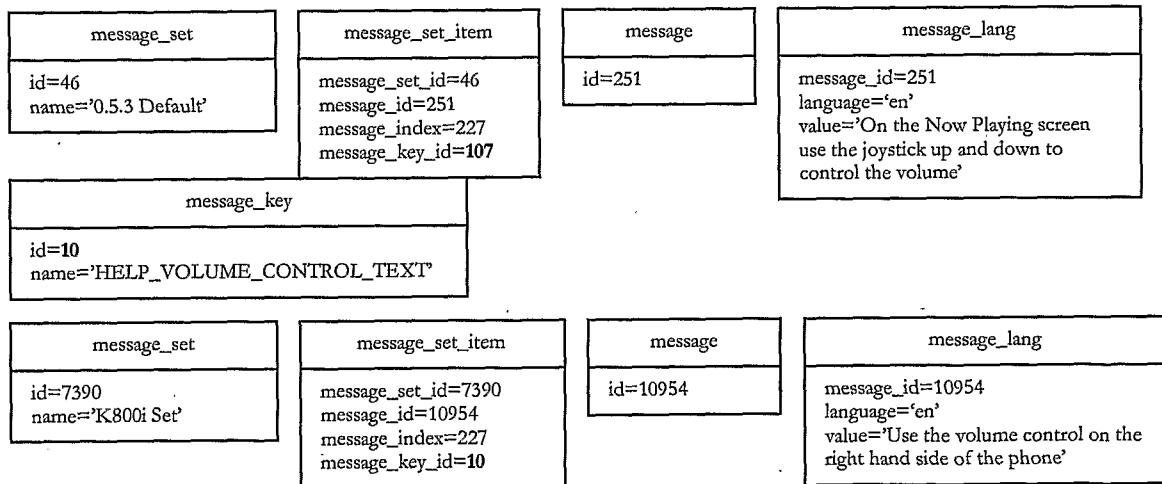 message_set
id=46
name='0.5.3 Default'
message_set_item
message_set_id=46
message_id=251
message_index=227
message_key_id=107
message
id=251
message_lang
message_id=251
language='en'
value='On the Now Playing screen
use the joystick up and down to
control the volume'
message_key
id=10
name='HELP_VOLUME_CONTROL_TEXT'
message_set
id=7390
name='K800i Set'
message_set_item
message_set_id=7390
message_id=10954
message_index=227
message_key_id=10
message
id=10954
message_lang
message_id=10954
language='en'
value='Use the volume control on the
right hand side of the phone'